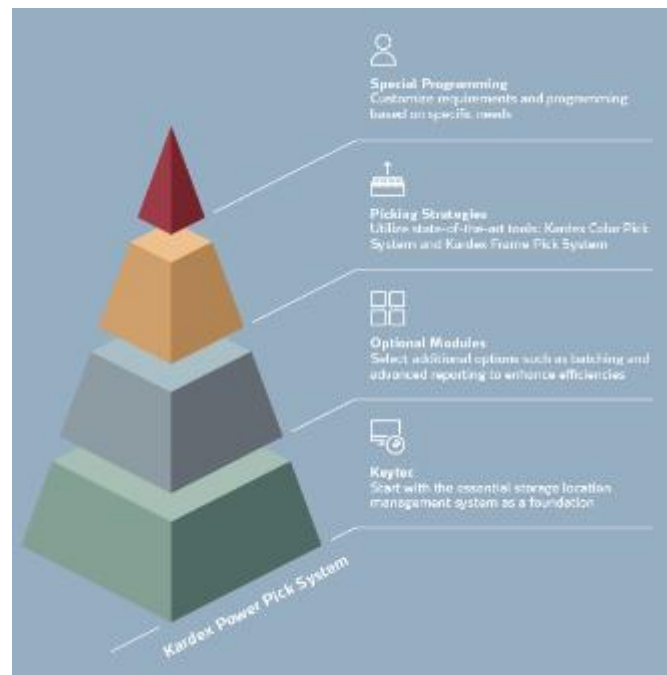 Special Programming
Customize requirements and programming
based on specific needs
Picking Strategies
Utilize state-of-the-art tools: Kardex Color Pick
System and Kardex Frame Pick System
Optional Modules
Select additional options such as batching and
advanced reporting to enhance efficiencies
Keytec
Start with the essential storage location
management system as a foundation
Kardex Power Pick System